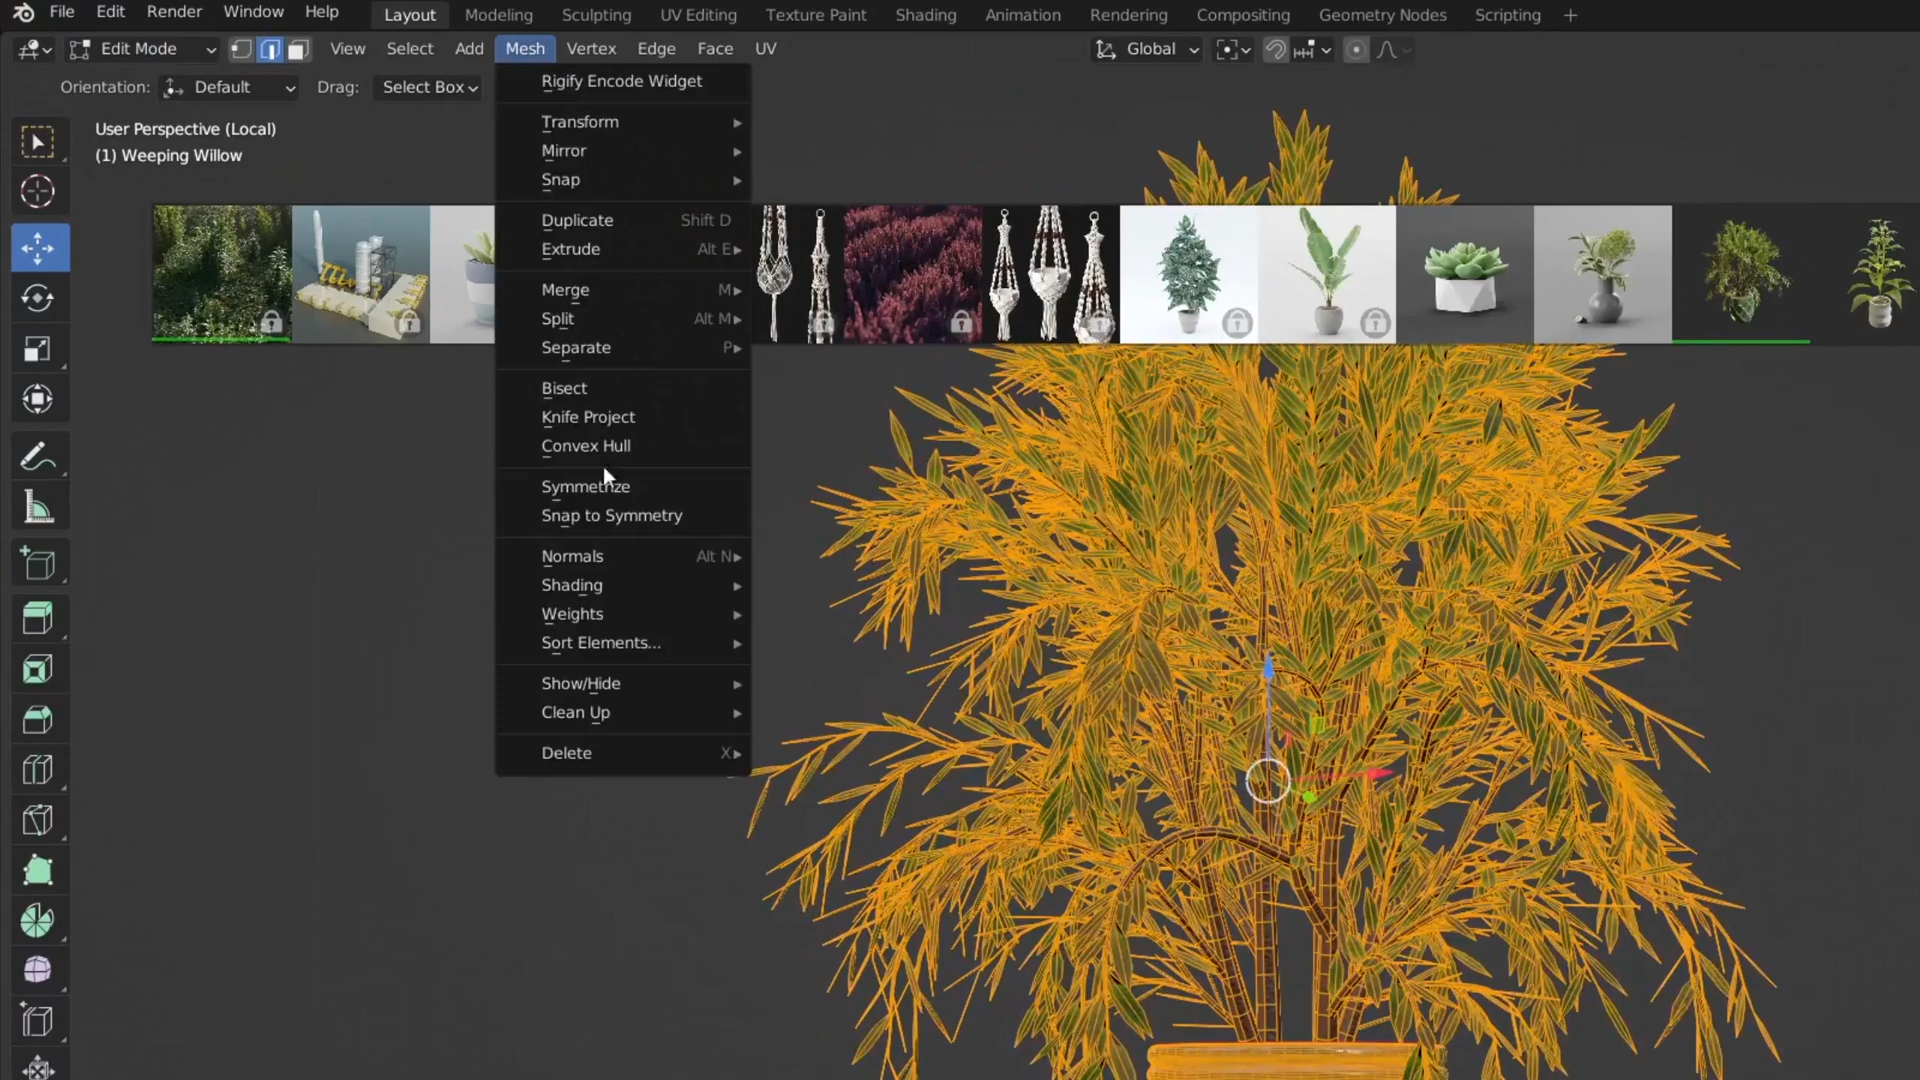 File Edit Render Window Help Layout Modeling Sculpting UV Editing Texture Paint Shading Animation Rendering Compositing Geometry Nodes Scripting +
Edit Mode View Select Add Mesh Vertex Edge Face UV Global
Orientation: Default Drag: Select Box
User Perspective (Local)
(1) Weeping Willow
Rigify Encode Widget
Transform
Mirror
Snap
Duplicate Shift D
Extrude Alt E
Merge M
Split Alt M
Separate P
Bisect
Knife Project
Convex Hull
Symmetrize
Snap to Symmetry
Normals Alt N
Shading
Weights
Sort Elements...
Show/Hide
Clean Up
Delete X